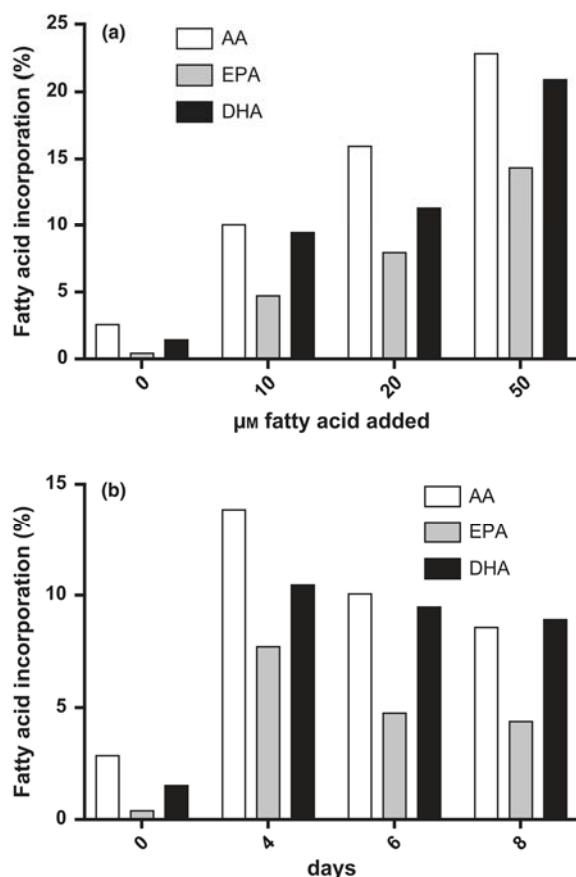 (a)
AA
EPA
DHA
Fatty acid incorporation (%)
25
20
15
10
5
0
0 10 20 50
μM fatty acid added
(b)
AA
EPA
DHA
Fatty acid incorporation (%)
15
10
5
0
0 4 6 8
days